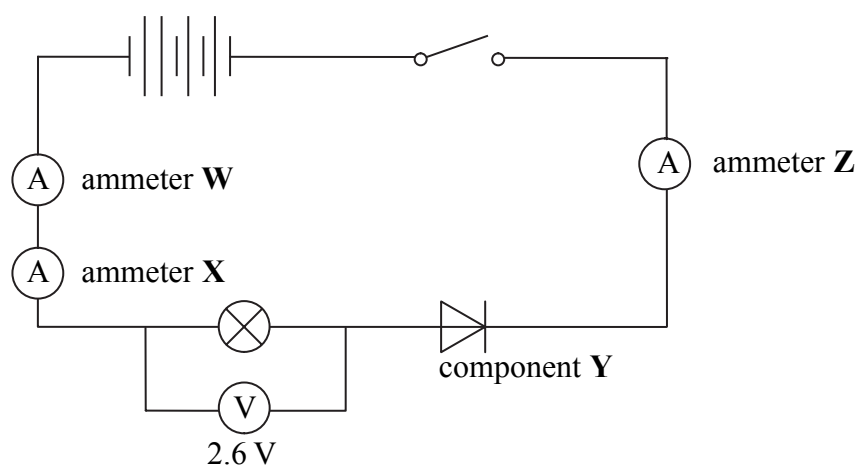 A ammeter W
A ammeter Z
A ammeter X
component Y
V
2.6 V